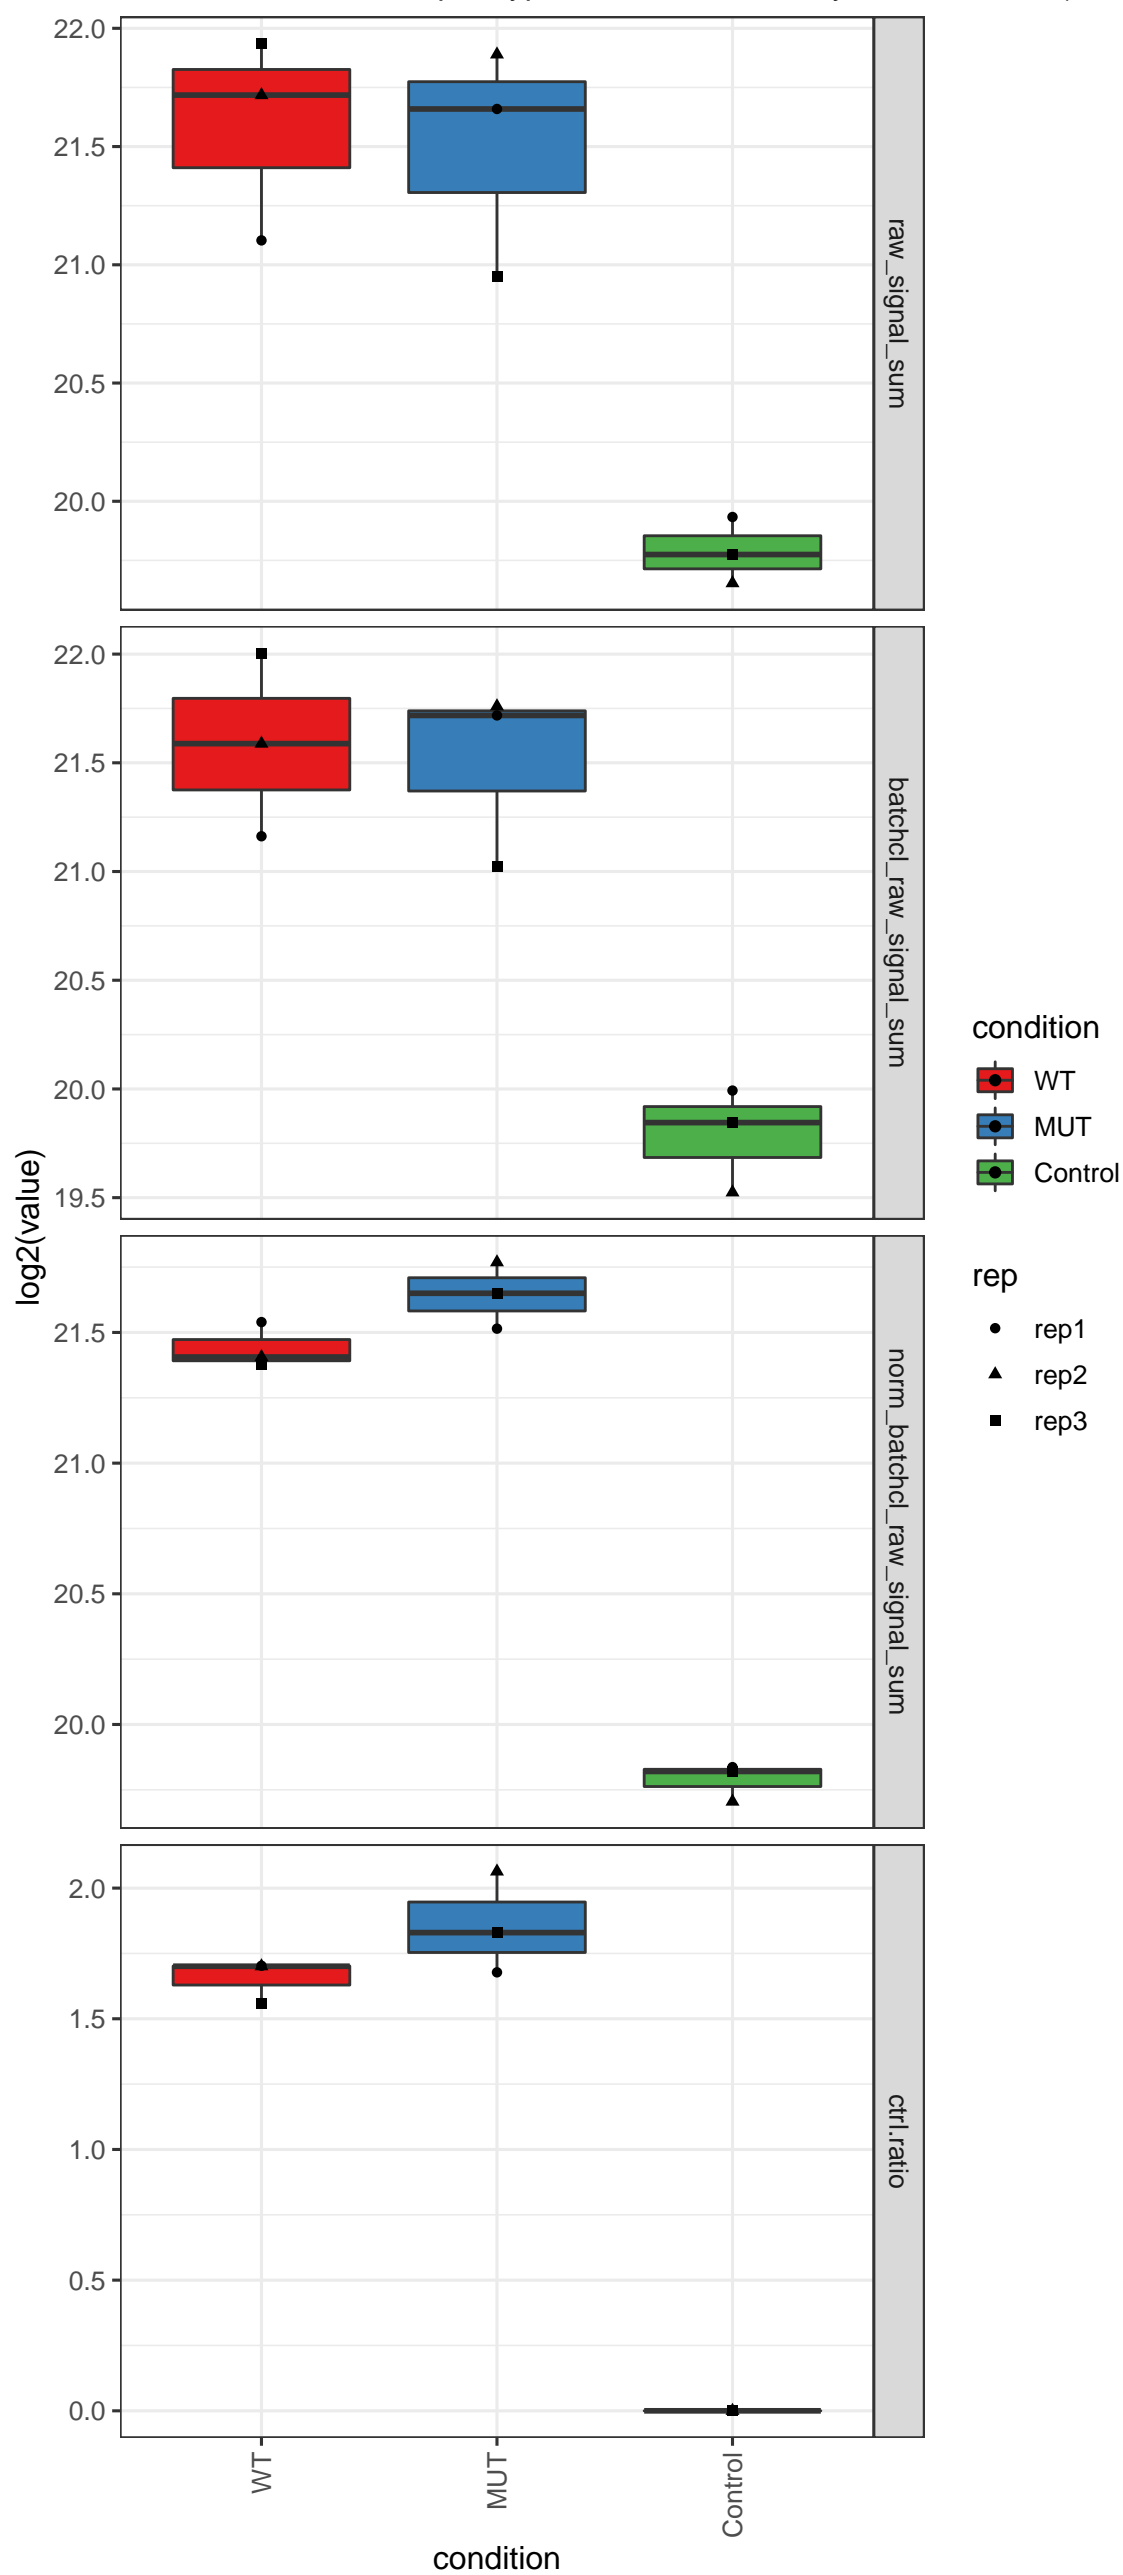 22.0
21.5
21.0
20.5
20.0
raw_signal_sum
22.0
21.5
21.0
20.5
20.0
19.5
batchcl_raw_signal_sum
21.5
21.0
20.5
20.0
norm_batchcl_raw_signal_sum
2.0
1.5
1.0
0.5
0.0
ctrl.ratio
log2(value)
WT
MUT
Control
condition
condition
WT
MUT
Control
rep
rep1
rep2
rep3